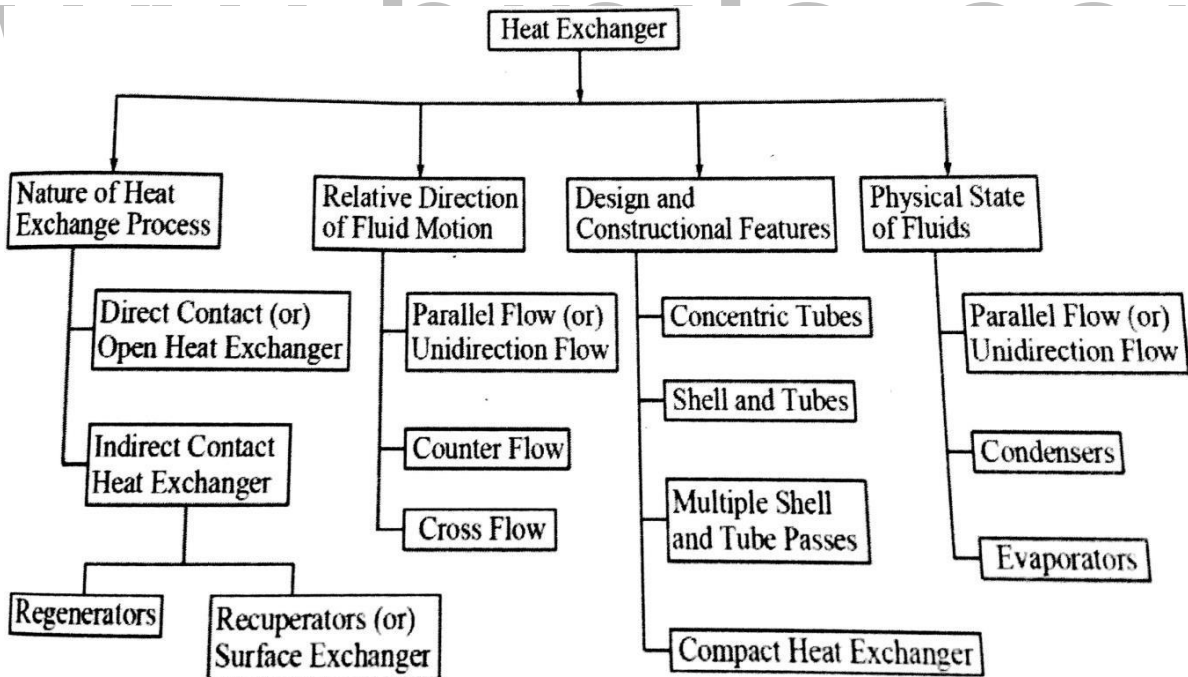 Heat Exchanger
Nature of Heat
Exchange Process
Relative Direction
of Fluid Motion
Design and
Constructional Features
Physical State
of Fluids
Direct Contact (or)
Open Heat Exchanger
Indirect Contact
Heat Exchanger
Regenerators
Recuperators (or)
Surface Exchanger
Parallel Flow (or)
Unidirection Flow
Counter Flow
Cross Flow
Concentric Tubes
Shell and Tubes
Multiple Shell
and Tube Passes
Compact Heat Exchanger
Parallel Flow (or)
Unidirection Flow
Condensers
Evaporators